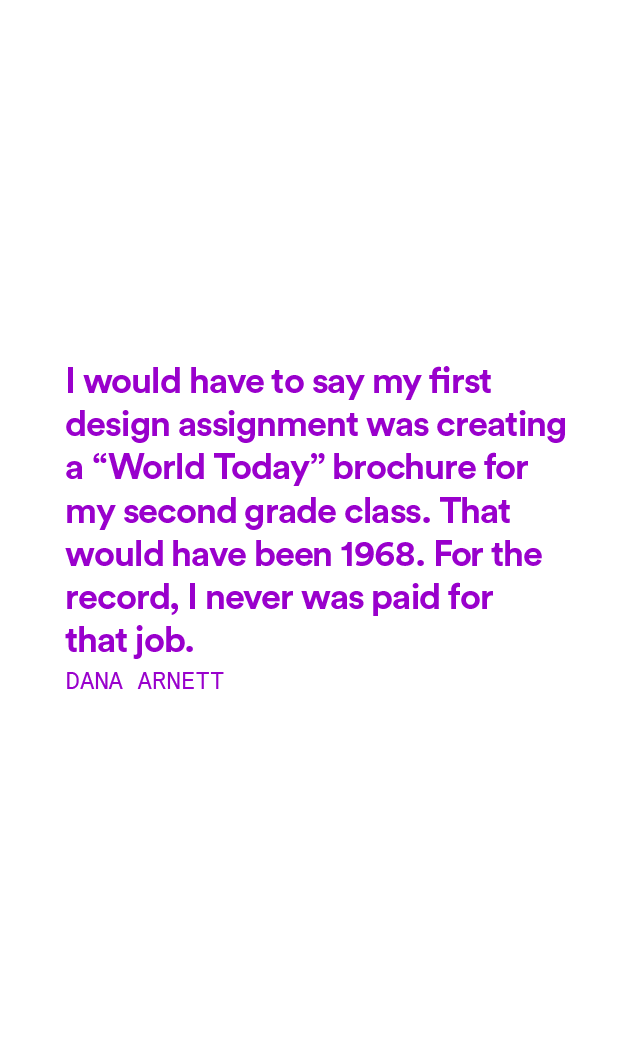 I would have to say my first
design assignment was creating
a “World Today” brochure for
my second grade class. That
would have been 1968. For the
record, I never was paid for
that job.
DANA ARNETT